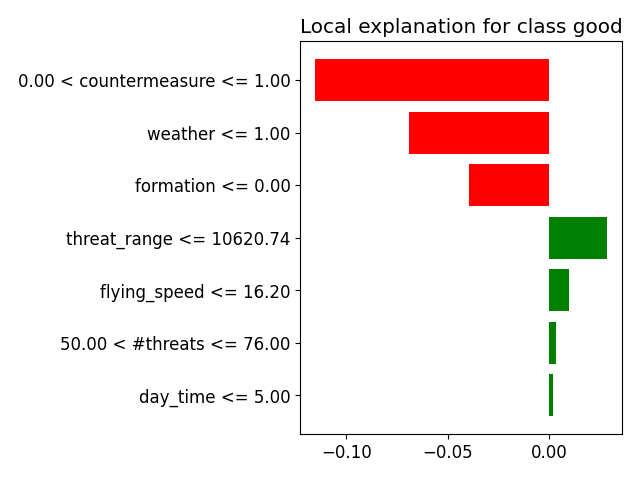 Local explanation for class good
0.00 < countermeasure <= 1.00
weather <= 1.00
formation <= 0.00
threat_range <= 10620.74
flying_speed <= 16.20
50.00 < #threats <= 76.00
day_time <= 5.00
−0.10 −0.05 0.00